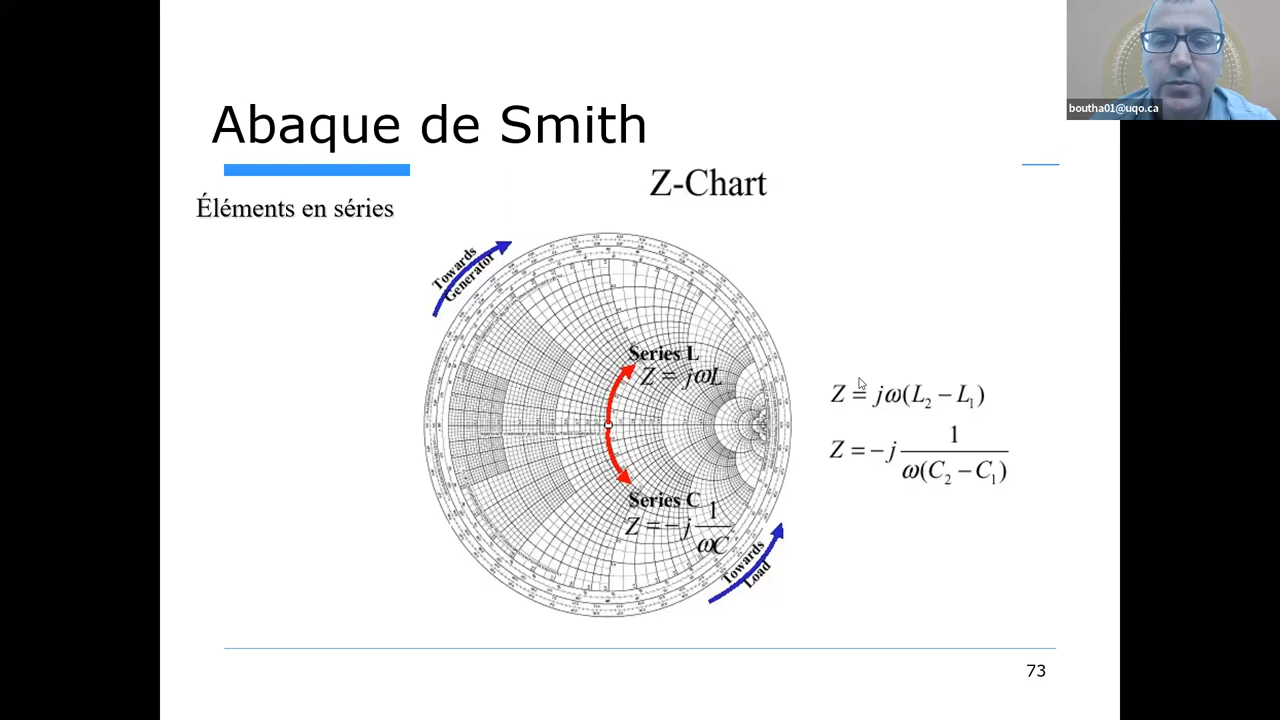 boutha01@uqo.ca
Abaque de Smith
Z-Chart
Éléments en séries
Towards
Generator
Series L
Z = jωL
Z = jω(L₂ − L₁)
Z = −j 1/ω(C₂ − C₁)
Series C
Z = −j 1/ωC
Towards
Load
73